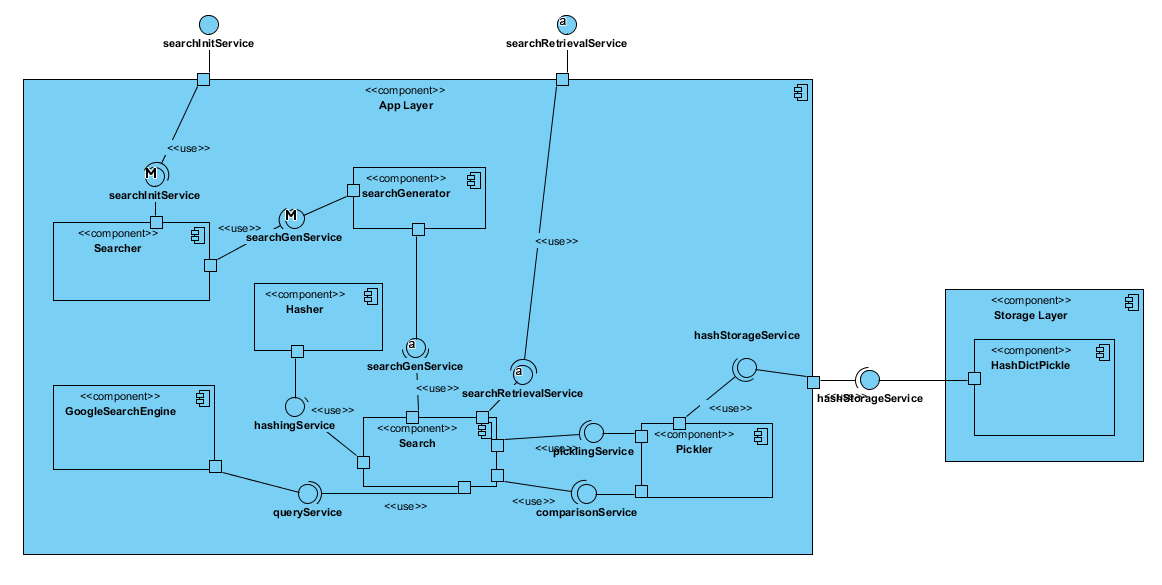 a
searchInitService
searchRetrievalService
<<component>>
App Layer
<<use>>
M
searchInitService
<<component>>
searchGenerator
M
<<use>>
searchGenService
<<component>>
Searcher
<<use>>
<<component>>
Hasher
<<component>>
Storage Layer
hashStorageService
a
<<component>>
HashDictPickle
searchGenService
a
<<use>>
searchRetrievalService
<<component>>
GoogleSearchEngine
<<use>>
hashingService
<<use>>
<<use>>
hashStorageService
<<component>>
Search
<<component>>
Pickler
<<use>>
picklingService
<<use>>
comparisonService
<<use>>
queryService